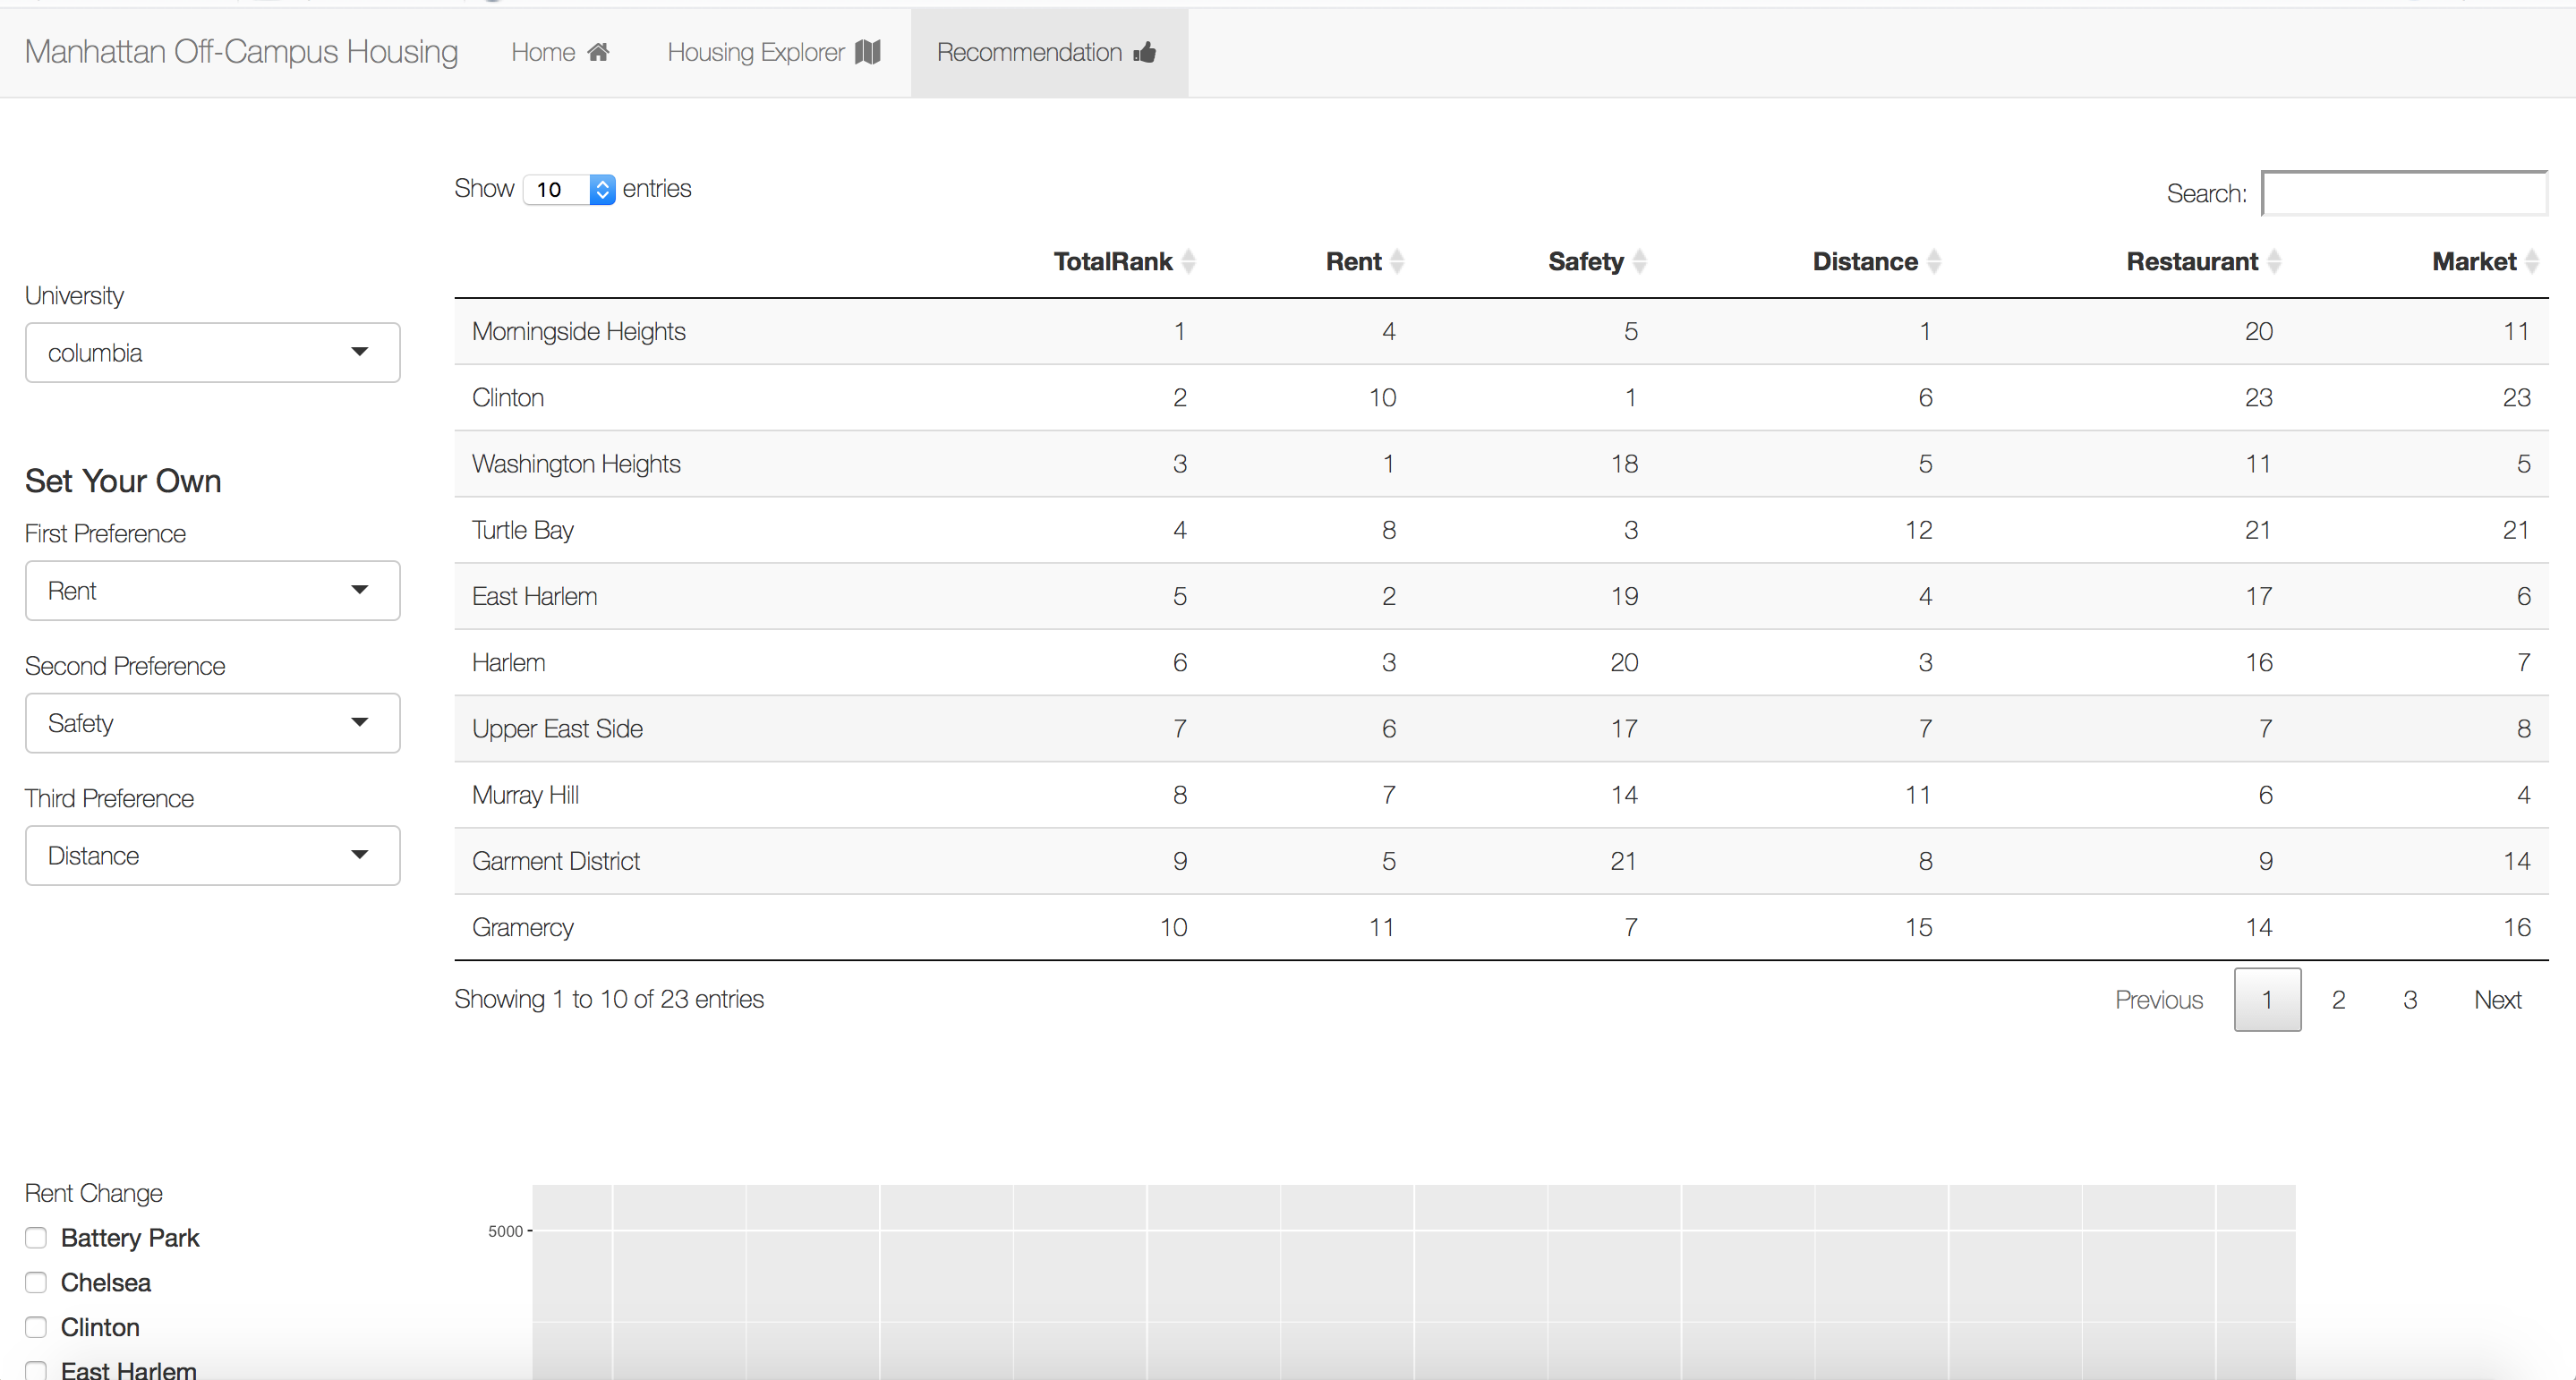 Manhattan Off-Campus Housing Home Housing Explorer Recommendation
Show 10 entries
Search:
University
columbia
Set Your Own
First Preference
Rent
Second Preference
Safety
Third Preference
Distance
TotalRank Rent Safety Distance Restaurant Market
Morningside Heights 1 4 5 1 20 11
Clinton 2 10 1 6 23 23
Washington Heights 3 1 18 5 11 5
Turtle Bay 4 8 3 12 21 21
East Harlem 5 2 19 4 17 6
Harlem 6 3 20 3 16 7
Upper East Side 7 6 17 7 7 8
Murray Hill 8 7 14 11 6 4
Garment District 9 5 21 8 9 14
Gramercy 10 11 7 15 14 16
Showing 1 to 10 of 23 entries
Previous 1 2 3 Next
Rent Change
Battery Park
Chelsea
Clinton
East Harlem
5000